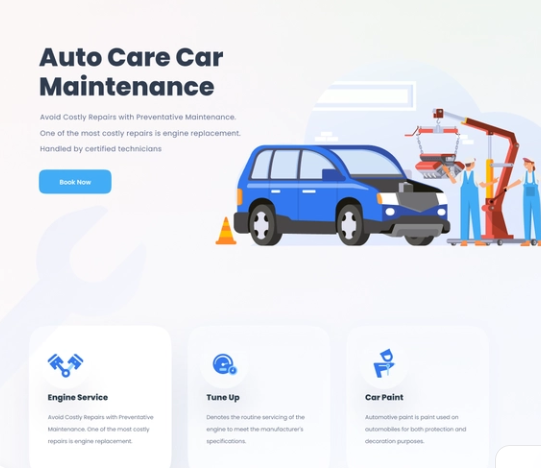 Auto Care Car
Maintenance
Avoid Costly Repairs with Preventative Maintenance.
One of the most costly repairs is engine replacement.
Handled by certified technicians
Book Now
Engine Service
Avoid Costly Repairs with Preventative
Maintenance. One of the most costly
repairs is engine replacement.
Tune Up
Denotes the routine servicing of the
engine to meet the manufacturer's
specifications.
Car Paint
Automotive paint is paint used on
automobiles for both protection and
decoration purposes.